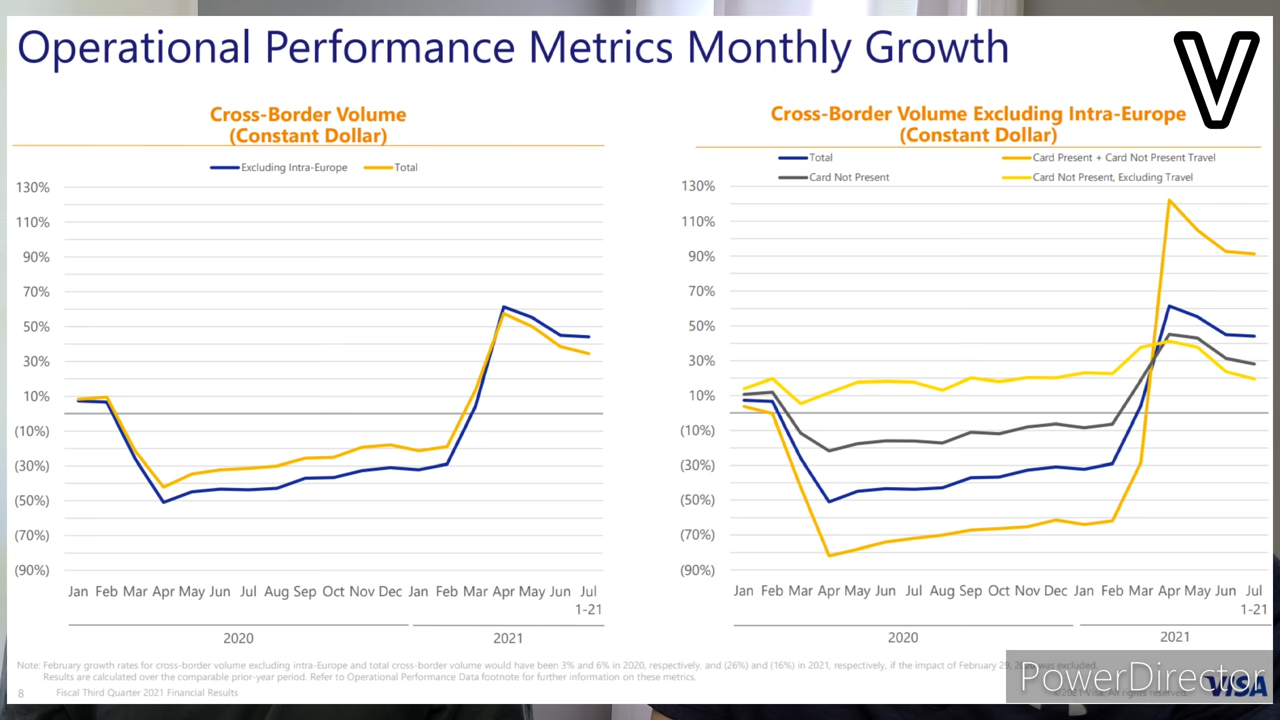 Operational Performance Metrics Monthly Growth
V
Cross-Border Volume
(Constant Dollar)
Excluding Intra-Europe
Total
130%
110%
90%
70%
50%
30%
10%
(10%)
(30%)
(50%)
(70%)
(90%)
Jan Feb Mar Apr May Jun Jul Aug Sep Oct Nov Dec Jan Feb Mar Apr May Jun Jul
1-21
2020 2021
Cross-Border Volume Excluding Intra-Europe
(Constant Dollar)
Total Card Present + Card Not Present Travel
Card Not Present Card Not Present, Excluding Travel
130%
110%
90%
70%
50%
30%
10%
(10%)
(30%)
(50%)
(70%)
(90%)
Jan Feb Mar Apr May Jun Jul Aug Sep Oct Nov Dec Jan Feb Mar Apr May Jun Jul
1-21
2020 2021
Note: February growth rates for cross-border volume excluding intra-Europe and total cross-border volume would have been 3% and 6% in 2020, respectively, and (26%) and (16%) in 2021, respectively, if the impact of February 29, was excluded.
Results are calculated over the comparable prior-year period. Refer to Operational Performance Data footnote for further information on these metrics.
8 Fiscal Third Quarter 2021 Financial Results
©2021 Visa. All rights reserved.
VISA
PowerDirector